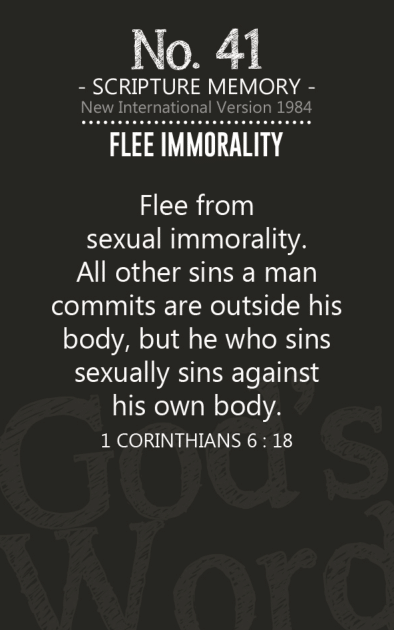 No. 41
- SCRIPTURE MEMORY -
New International Version 1984
FLEE IMMORALITY
Flee from
sexual immorality.
All other sins a man
commits are outside his
body, but he who sins
sexually sins against
his own body.
1 CORINTHIANS 6 : 18
God's
Word